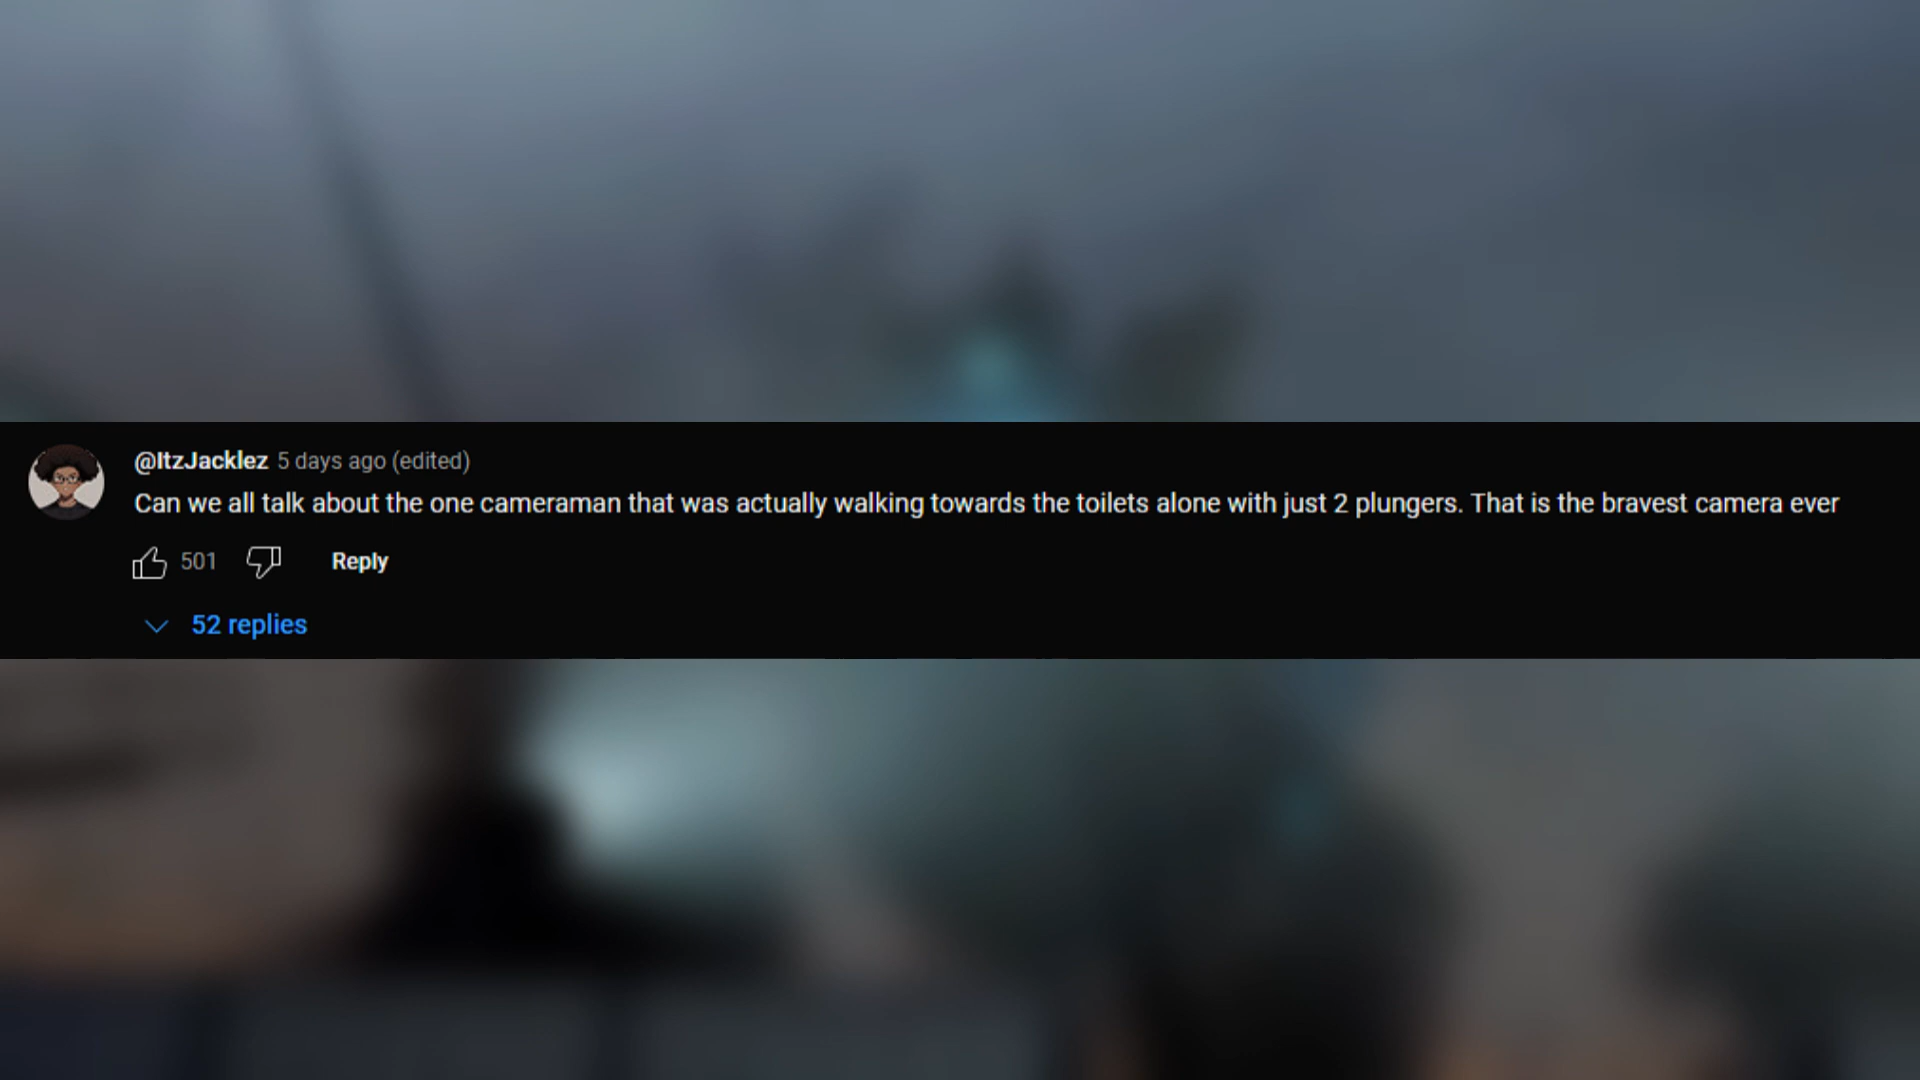 @ItzJacklez 5 days ago (edited)
Can we all talk about the one cameraman that was actually walking towards the toilets alone with just 2 plungers. That is the bravest camera ever
501 Reply
52 replies